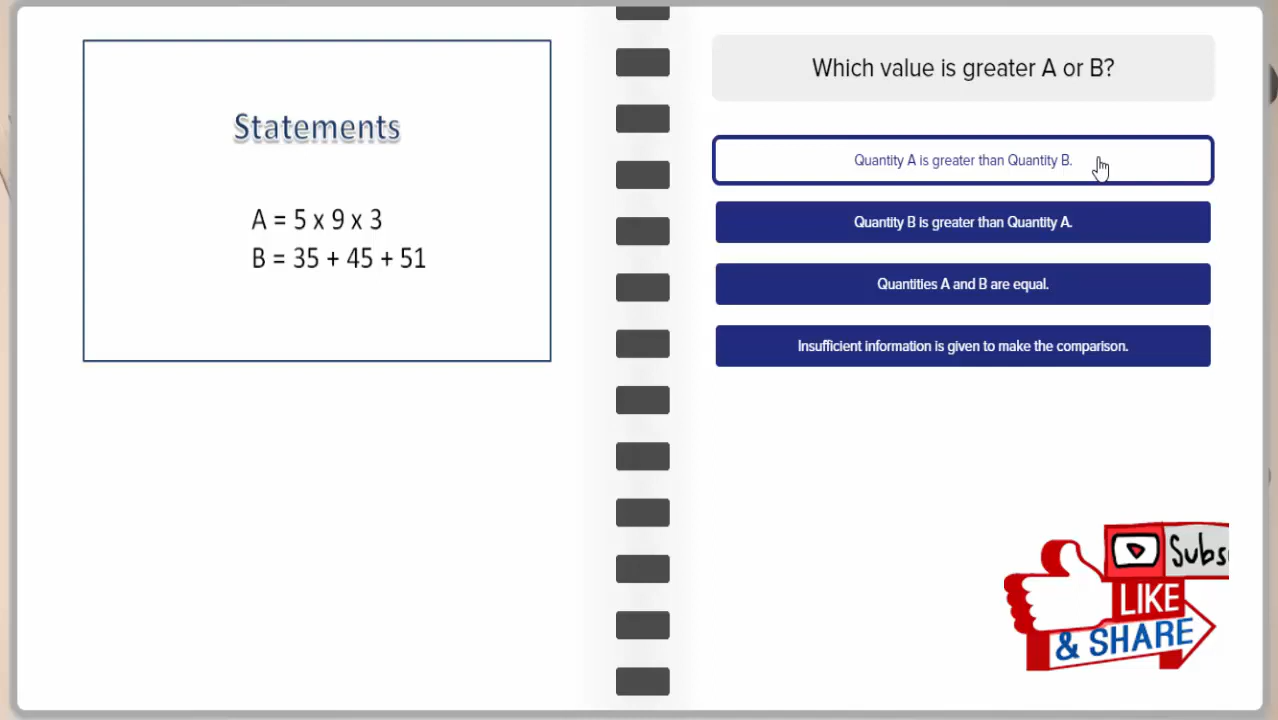 Statements
A = 5 x 9 x 3
B = 35 + 45 + 51
Which value is greater A or B?
Quantity A is greater than Quantity B.
Quantity B is greater than Quantity A.
Quantities A and B are equal.
Insufficient information is given to make the comparison.
Subs
LIKE
& SHARE